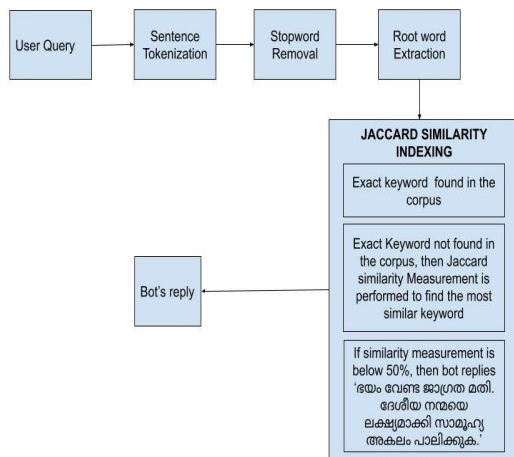 User Query
Sentence
Tokenization
Stopword
Removal
Root word
Extraction
JACCARD SIMILARITY
INDEXING
Exact keyword found in the
corpus
Exact Keyword not found in
the corpus, then Jaccard
similarity Measurement is
performed to find the most
similar keyword
Bot's reply
If similarity measurement is
below 50%, then bot replies
‘ഭയം വേണ്ട ജാഗ്രത മതി.
ദേശീയ നന്മയെ
ലക്ഷ്യമാക്കി സാമൂഹ്യ
അകലം പാലിക്കുക.’